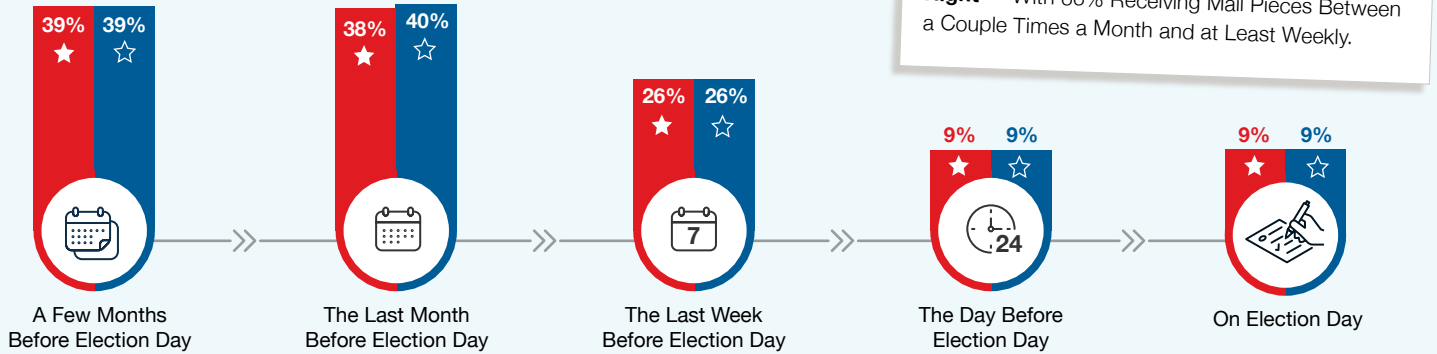 a Couple Times a Month and at Least Weekly.
39% 39%
38% 40%
26% 26%
9% 9%
9% 9%
7
24
A Few Months
Before Election Day
The Last Month
Before Election Day
The Last Week
Before Election Day
The Day Before
Election Day
On Election Day